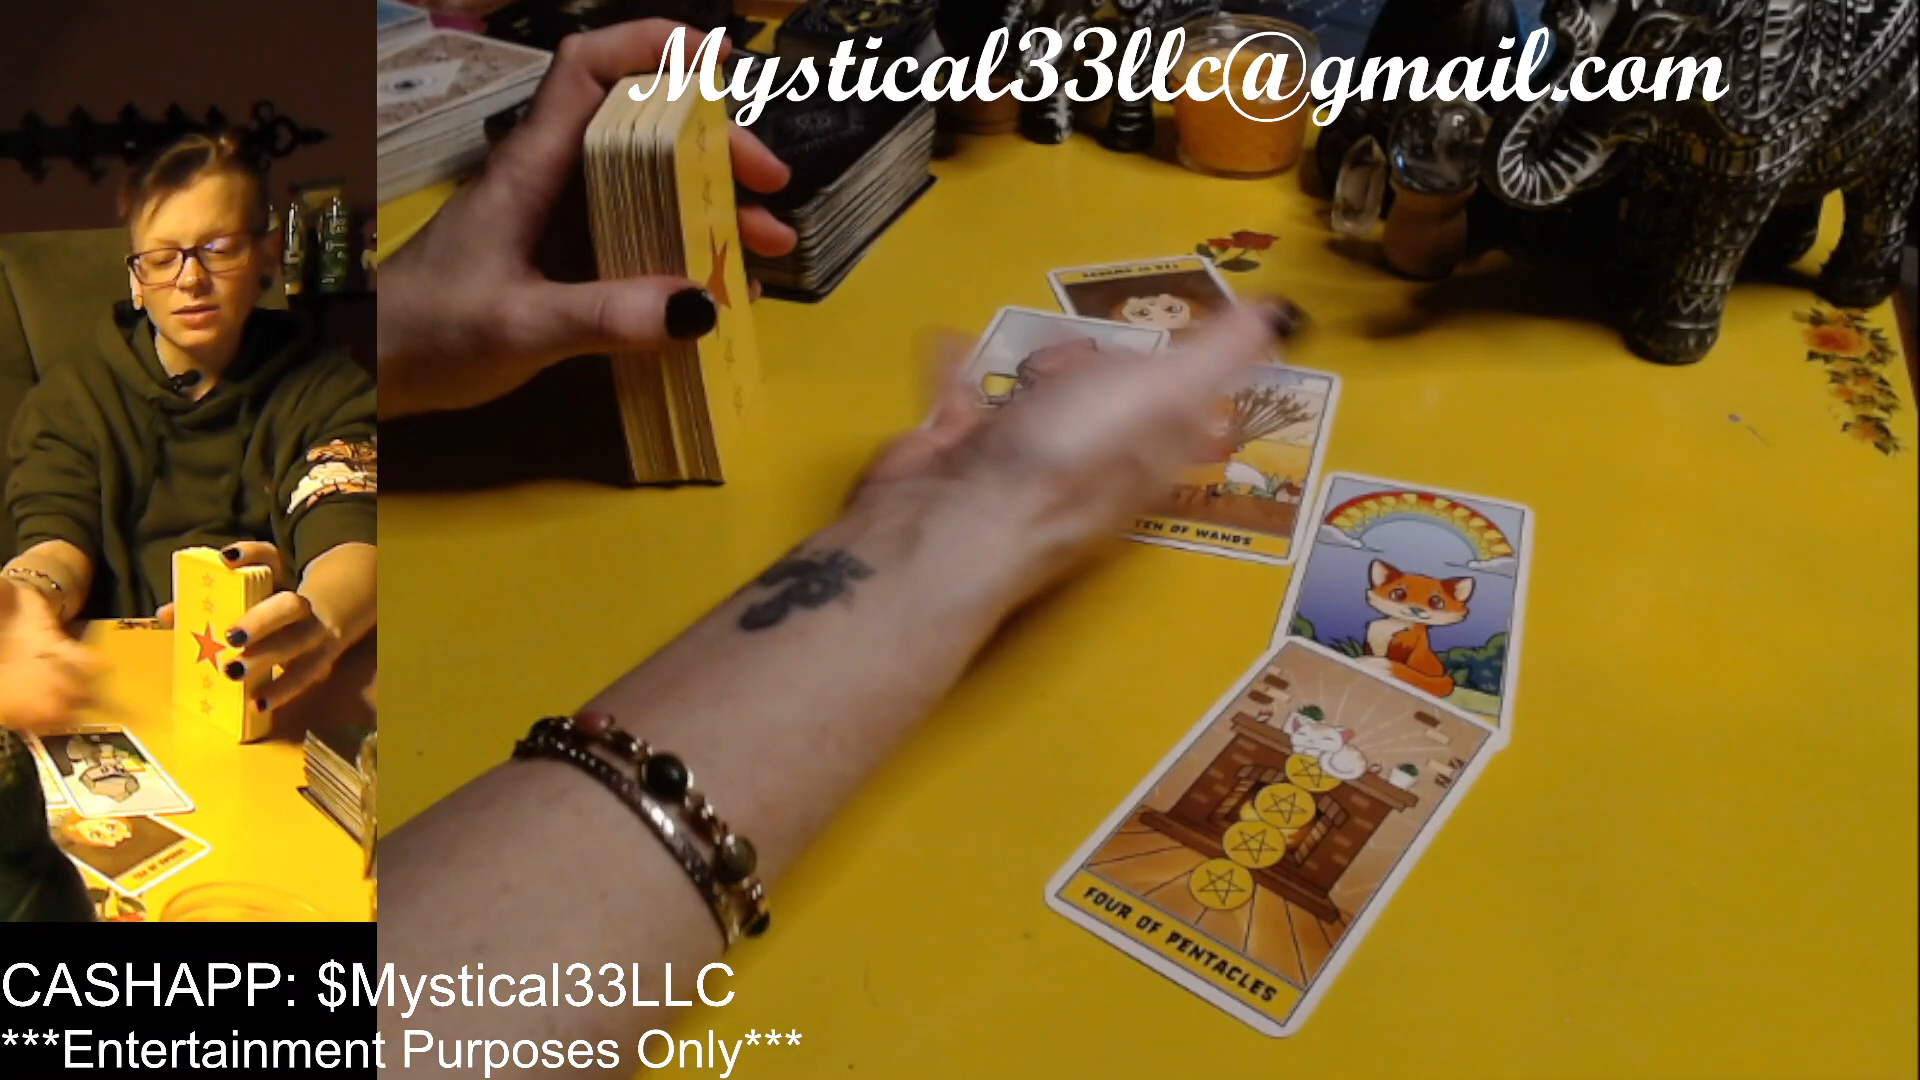 Mystical33llc@gmail.com
TEN OF WANDS
FOUR OF PENTACLES
CASHAPP: $Mystical33LLC
***Entertainment Purposes Only***